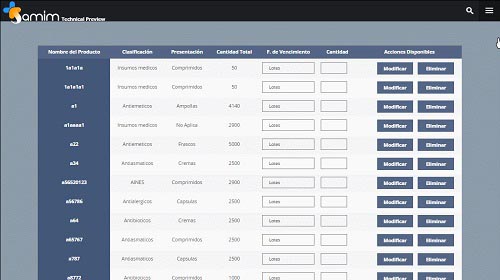 amim Technical Preview
Nombre del Producto Clasificación Presentación Cantidad Total F. de Vencimiento Cantidad Acciones Disponibles
1a1a1a Insumos medicos Comprimidos 50 Lotes Modificar Eliminar
1a1a1a1 Insumos medicos Comprimidos 50 Lotes Modificar Eliminar
a1 Antiemeticos Ampollas 4140 Lotes Modificar Eliminar
a1aaaa1 Insumos medicos No Aplica 2900 Lotes Modificar Eliminar
a22 Antiemeticos Frascos 5000 Lotes Modificar Eliminar
a34 Antiasmaticos Cremas 2500 Lotes Modificar Eliminar
a56520123 AINES Comprimidos 2900 Lotes Modificar Eliminar
a56786 Antialergicos Capsulas 2500 Lotes Modificar Eliminar
a64 Antibioticos Cremas 2500 Lotes Modificar Eliminar
a65767 Antiasmaticos Comprimidos 2500 Lotes Modificar Eliminar
a787 Antiasmaticos Capsulas 2500 Lotes Modificar Eliminar
a8772 Antibioticos Comprimidos 1000 Lotes Modificar Eliminar